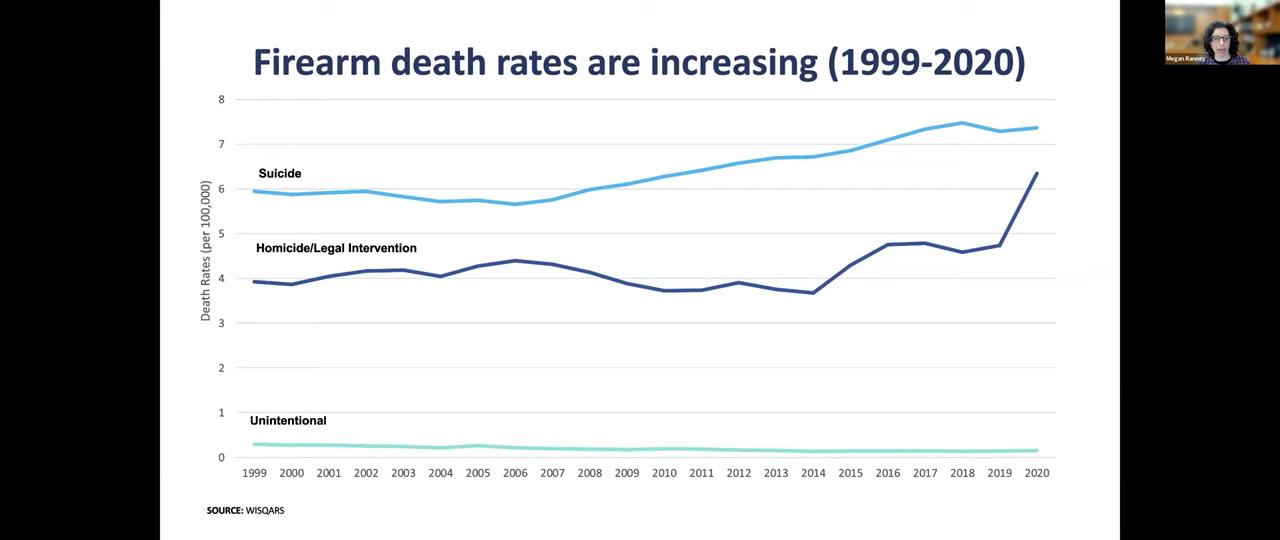 Firearm death rates are increasing (1999-2020)
Megan Ranney
8
7
6
5
4
3
2
1
0
Death Rates (per 100,000)
Suicide
Homicide/Legal Intervention
Unintentional
1999 2000 2001 2002 2003 2004 2005 2006 2007 2008 2009 2010 2011 2012 2013 2014 2015 2016 2017 2018 2019 2020
SOURCE: WISQARS